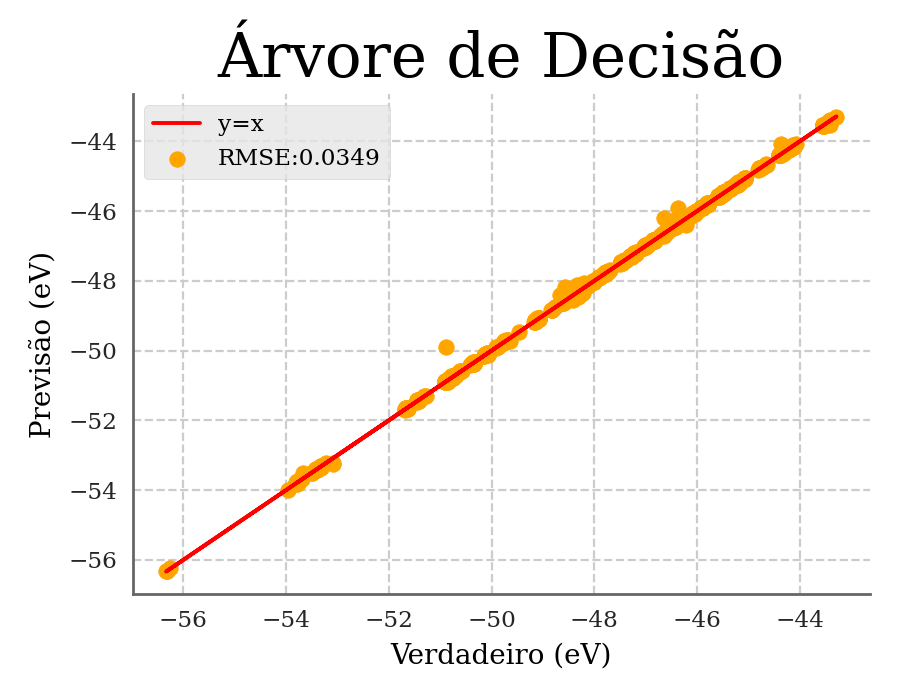 Árvore de Decisão
y=x
RMSE:0.0349
Previsão (eV)
−44
−46
−48
−50
−52
−54
−56
−56
−54
−52
−50
−48
−46
−44
Verdadeiro (eV)